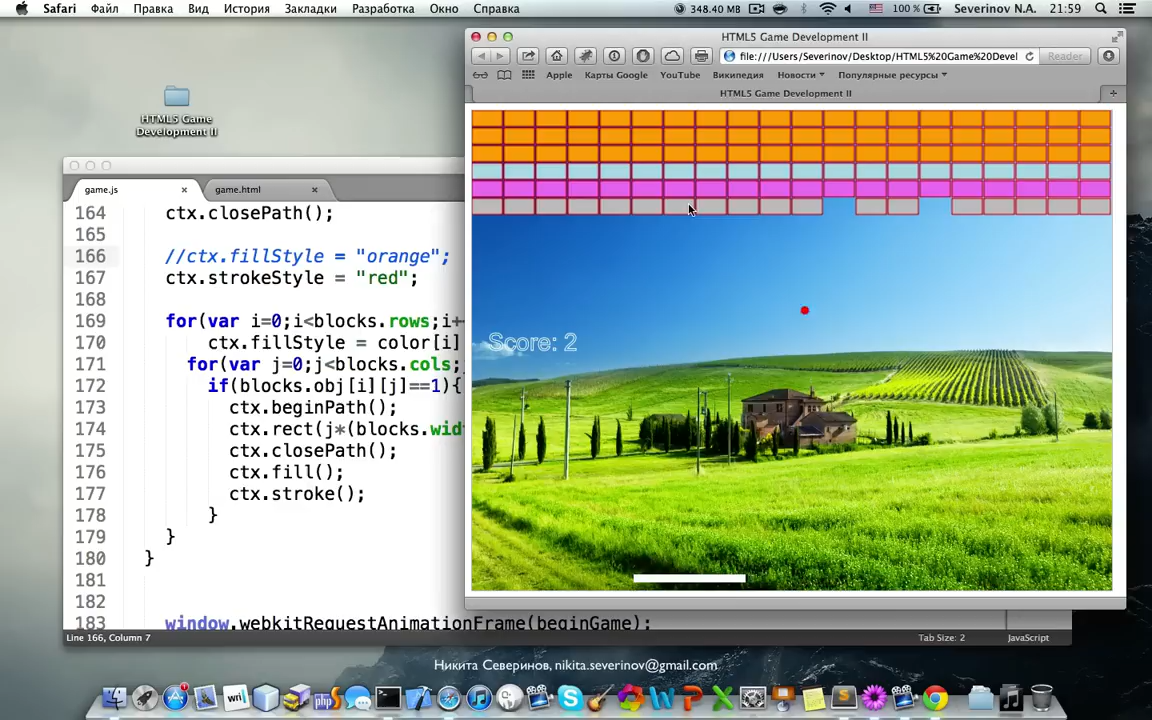 Safari Файл Правка Вид История Закладки Разработка Окно Справка 348.40 MB 100 % Severinov N.A. 21:59
HTML5 Game Development II
file:///Users/Severinov/Desktop/HTML5%20Game%20Devel Reader
Apple Карты Google YouTube Википедия Новости Популярные ресурсы
HTML5 Game Development II
HTML5 Game
Development II
game.js × game.html ×
164 ctx.closePath();
165
166 //ctx.fillStyle = "orange";
167 ctx.strokeStyle = "red";
168
169 for(var i=0;i<blocks.rows;i+
170 ctx.fillStyle = color[i]
171 for(var j=0;j<blocks.cols;
172 if(blocks.obj[i][j]==1){
173 ctx.beginPath();
174 ctx.rect(j*(blocks.wid
175 ctx.closePath();
176 ctx.fill();
177 ctx.stroke();
178 }
179 }
180 }
181
182
183 window.webkitRequestAnimationFrame(beginGame);
Score: 2
Line 166, Column 7 Tab Size: 2 JavaScript
Никита Северинов, nikita.severinov@gmail.com
wri
php